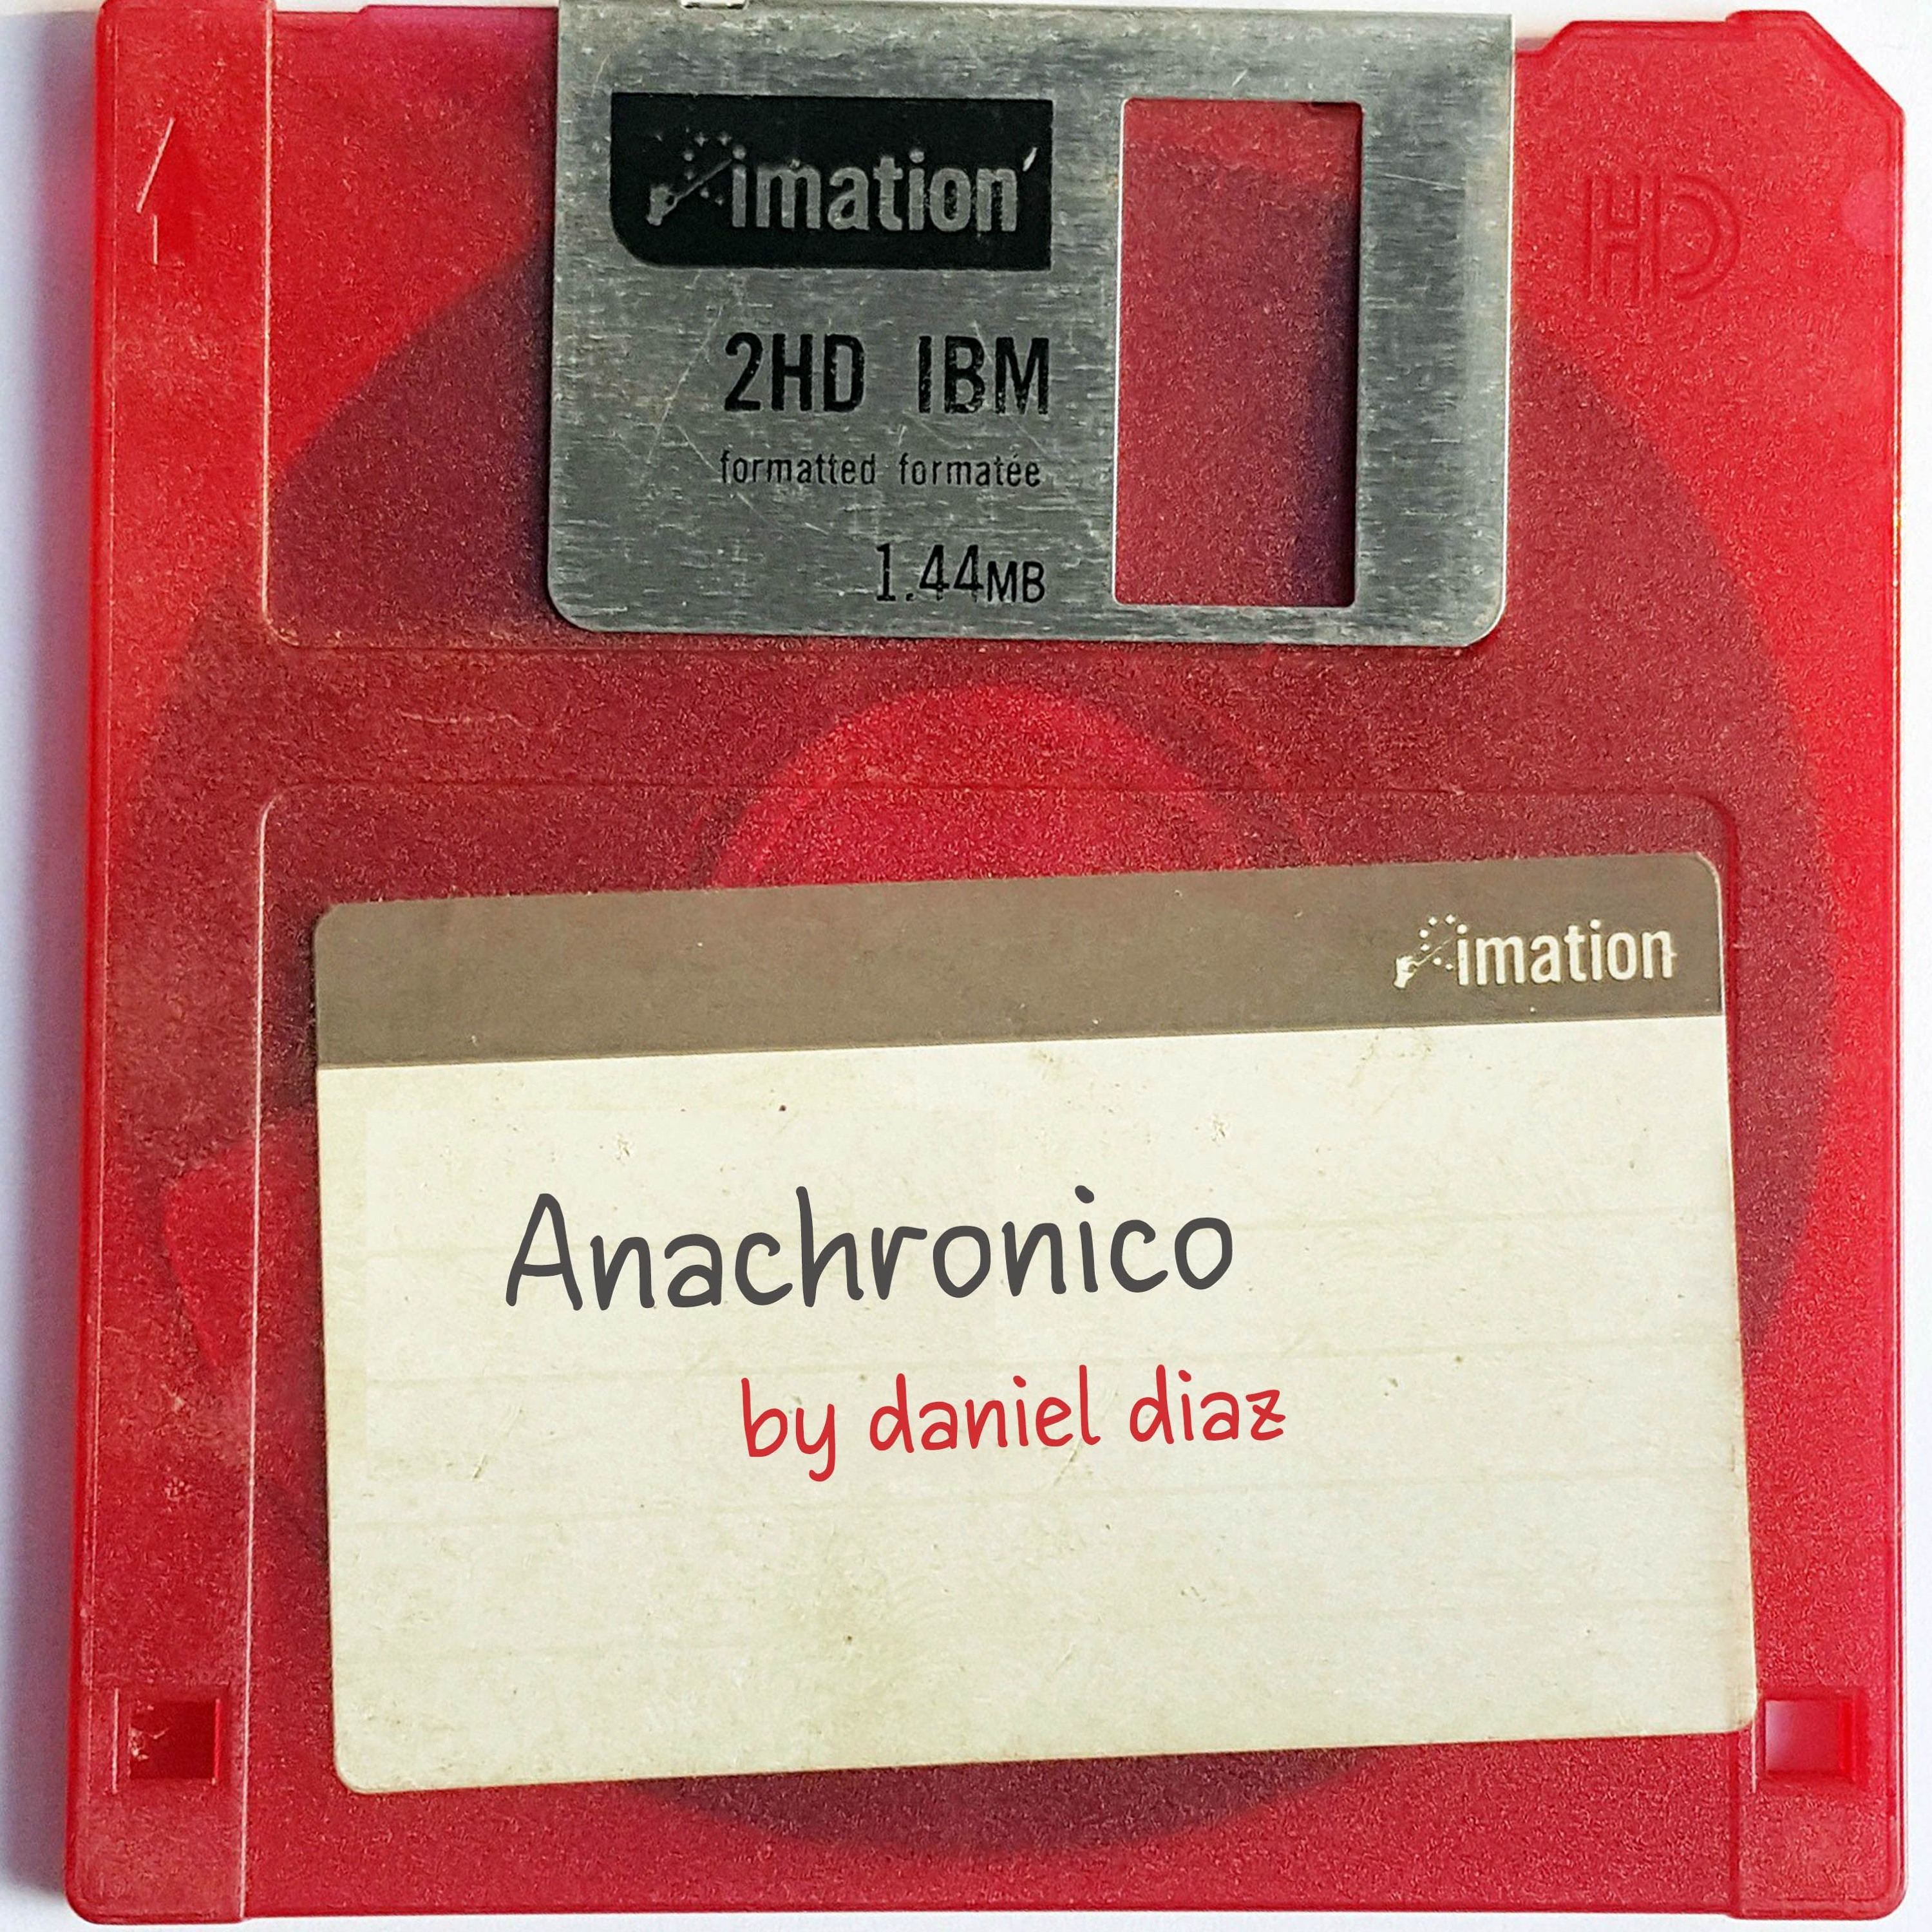 imation
HD
2HD IBM
formatted formatée
1.44MB
imation
Anachronico
by daniel diaz